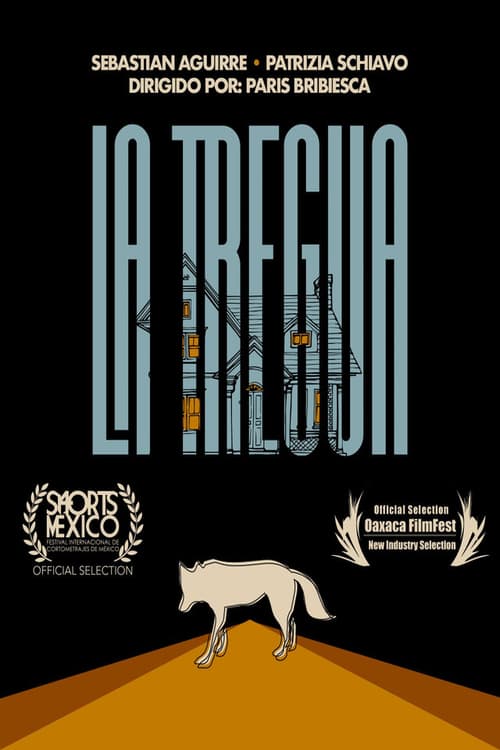 SEBASTIAN AGUIRRE • PATRIZIA SCHIAVO
DIRIGIDO POR: PARIS BRIBIESCA
LA TREGUA
SHORTS
MÉXICO
FESTIVAL INTERNACIONAL DE
CORTOMETRAJES DE MÉXICO
OFFICIAL SELECTION
Official Selection
Oaxaca FilmFest
New Industry Selection